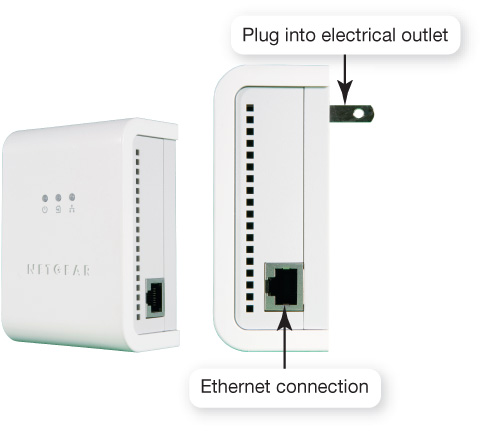 Plug into electrical outlet
NETGEAR
Ethernet connection